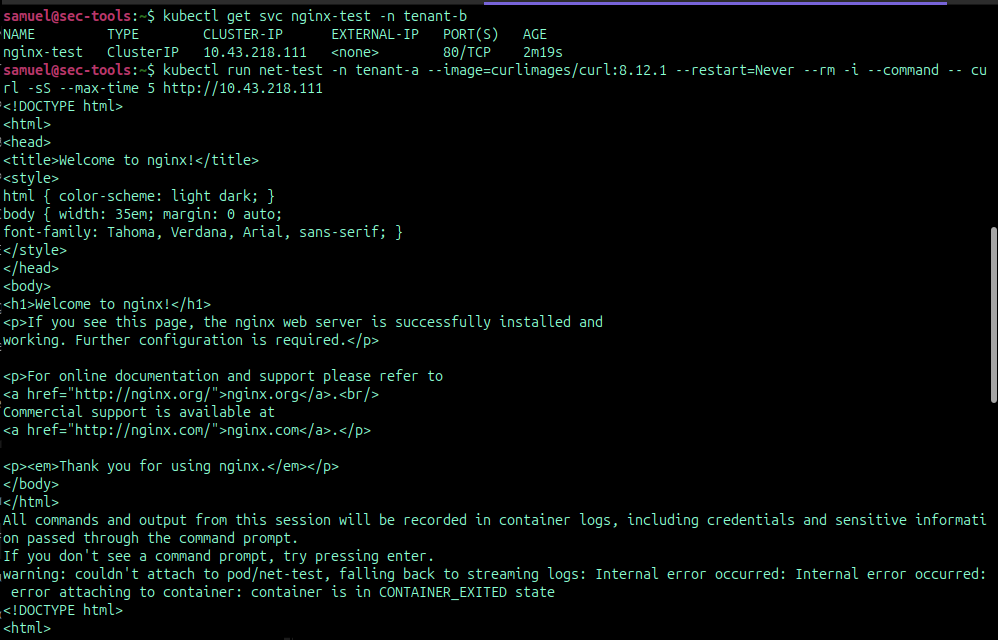 samuel@sec-tools:~$ kubectl get svc nginx-test -n tenant-b
NAME         TYPE        CLUSTER-IP      EXTERNAL-IP   PORT(S)   AGE
nginx-test   ClusterIP   10.43.218.111   <none>        80/TCP    2m19s
samuel@sec-tools:~$ kubectl run net-test -n tenant-a --image=curlimages/curl:8.12.1 --restart=Never --rm -i --command -- cu
rl -sS --max-time 5 http://10.43.218.111
<!DOCTYPE html>
<html>
<head>
<title>Welcome to nginx!</title>
<style>
html { color-scheme: light dark; }
body { width: 35em; margin: 0 auto;
font-family: Tahoma, Verdana, Arial, sans-serif; }
</style>
</head>
<body>
<h1>Welcome to nginx!</h1>
<p>If you see this page, the nginx web server is successfully installed and
working. Further configuration is required.</p>

<p>For online documentation and support please refer to
<a href="http://nginx.org/">nginx.org</a>.<br/>
Commercial support is available at
<a href="http://nginx.com/">nginx.com</a>.</p>

<p><em>Thank you for using nginx.</em></p>
</body>
</html>
All commands and output from this session will be recorded in container logs, including credentials and sensitive informati
on passed through the command prompt.
If you don't see a command prompt, try pressing enter.
warning: couldn't attach to pod/net-test, falling back to streaming logs: Internal error occurred: Internal error occurred:
 error attaching to container: container is in CONTAINER_EXITED state
<!DOCTYPE html>
<html>